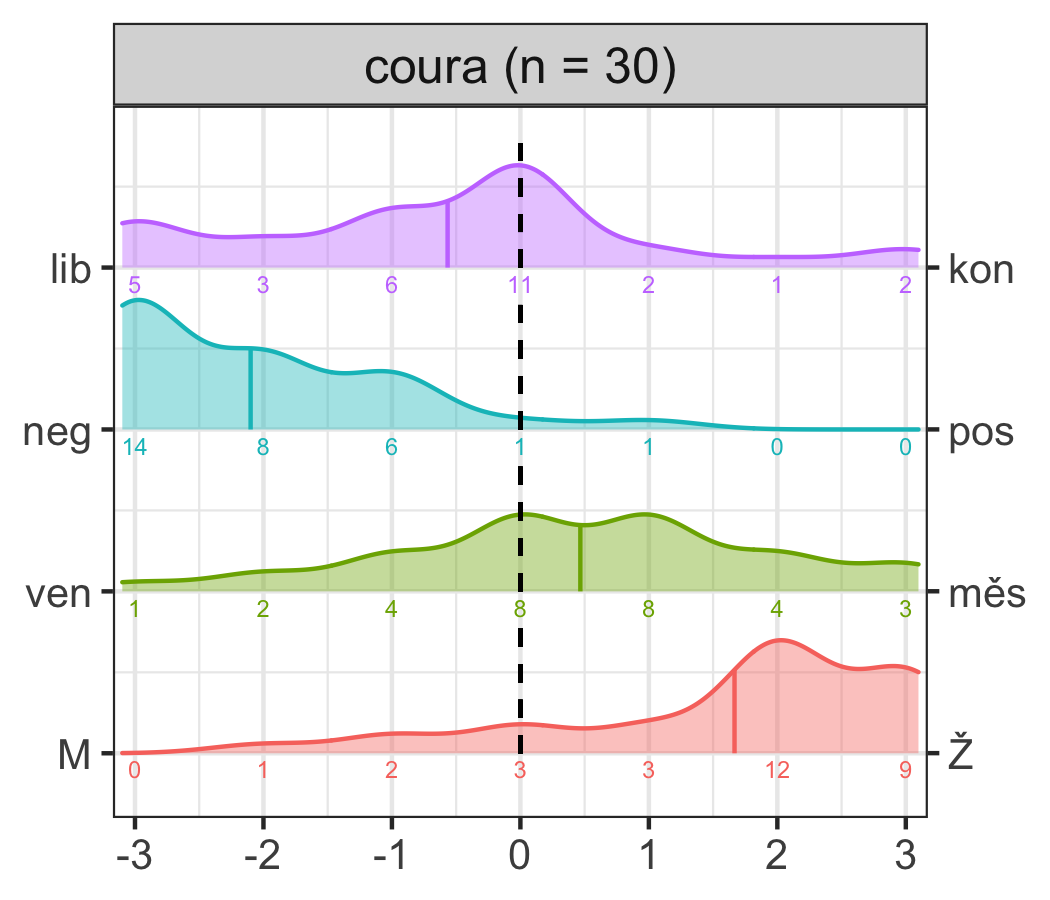 coura (n = 30)
lib kon
5 3 6 11 2 1 2
neg pos
14 8 6 1 1 0 0
ven měs
1 2 4 8 8 4 3
M Ž
0 1 2 3 3 12 9
-3 -2 -1 0 1 2 3